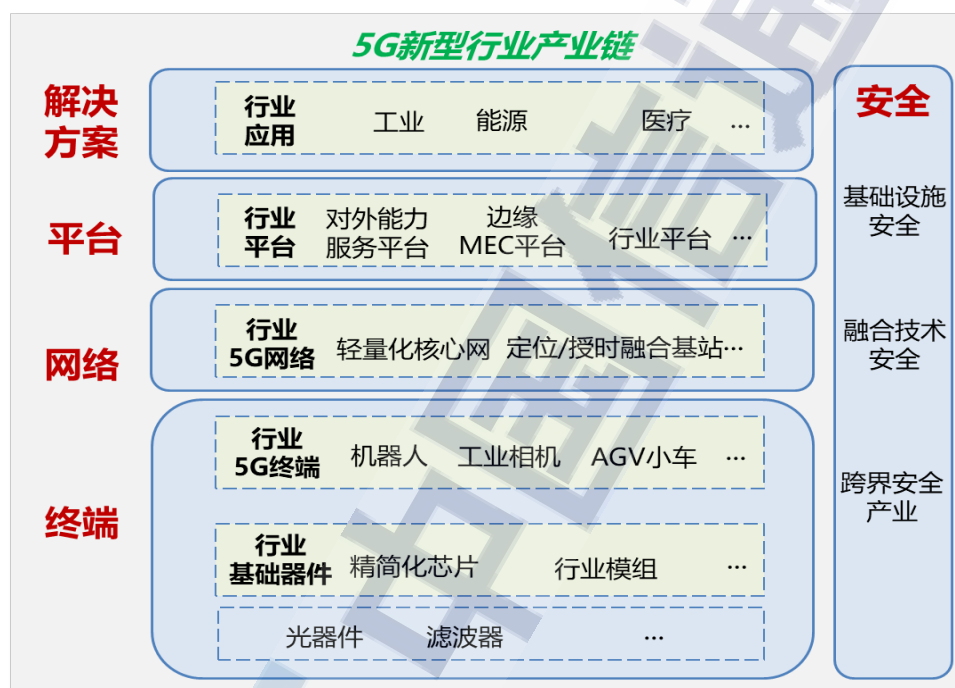 5G新型行业产业链
解决
方案
行业
应用
工业 能源 医疗 …
平台
行业
平台
对外能力
服务平台
边缘
MEC平台
行业平台 …
网络
行业
5G网络
轻量化核心网 定位/授时融合基站…
终端
行业
5G终端
机器人 工业相机 AGV小车 …
行业
基础器件
精简化芯片 行业模组 …
光器件 滤波器 …
安全
基础设施
安全
融合技术
安全
跨界安全
产业
中国信通